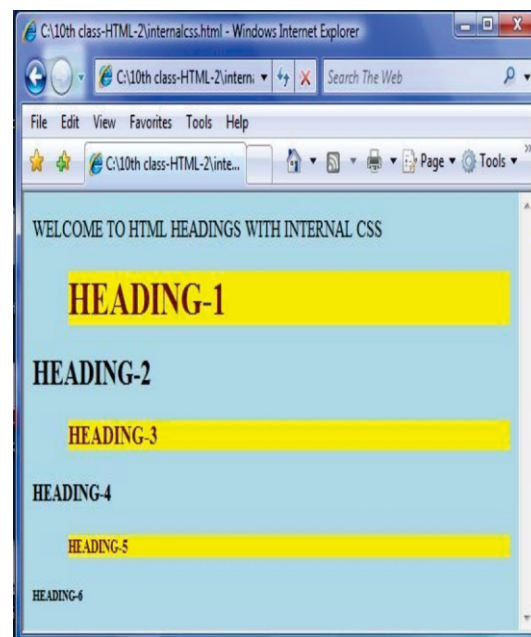 C:\10th class-HTML-2\internalcss.html - Windows Internet Explorer
C:\10th class-HTML-2\intern
Search The Web
File Edit View Favorites Tools Help
C:\10th class-HTML-2\inte...
Page Tools
WELCOME TO HTML HEADINGS WITH INTERNAL CSS
HEADING-1
HEADING-2
HEADING-3
HEADING-4
HEADING-5
HEADING-6